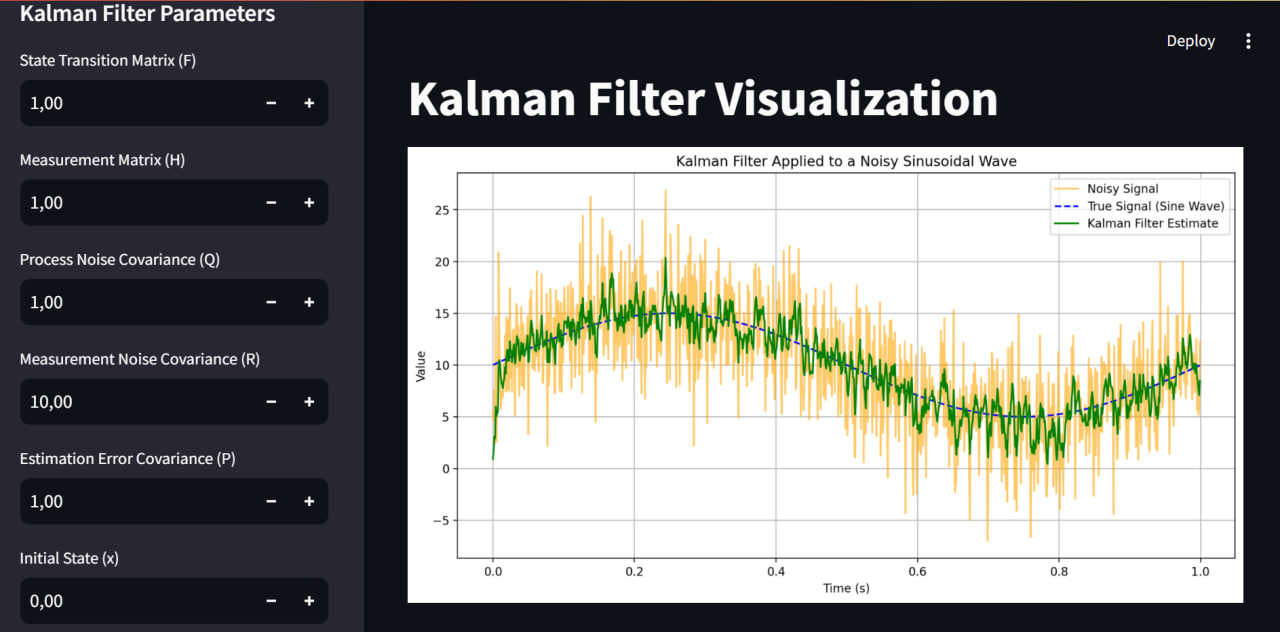 Kalman Filter Parameters
State Transition Matrix (F)
1,00
Measurement Matrix (H)
1,00
Process Noise Covariance (Q)
1,00
Measurement Noise Covariance (R)
10,00
Estimation Error Covariance (P)
1,00
Initial State (x)
0,00
Deploy
Kalman Filter Visualization
Kalman Filter Applied to a Noisy Sinusoidal Wave
Noisy Signal
True Signal (Sine Wave)
Kalman Filter Estimate
Value
25
20
15
10
5
0
−5
0.0 0.2 0.4 0.6 0.8 1.0
Time (s)